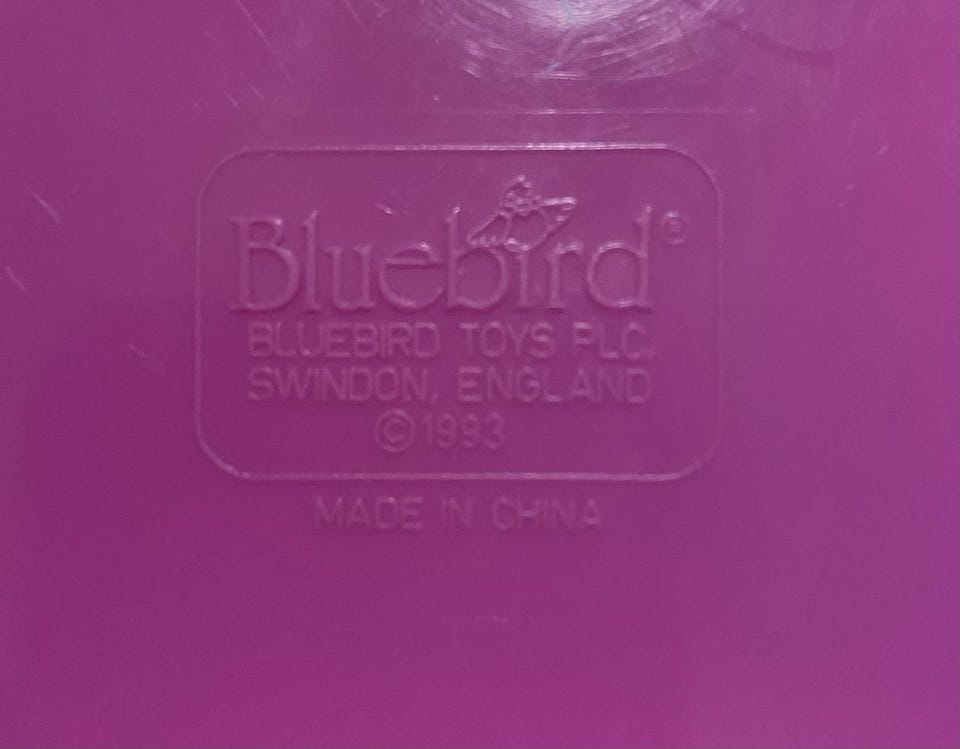 Bluebird®
BLUEBIRD TOYS PLC.
SWINDON, ENGLAND
©1993
MADE IN CHINA